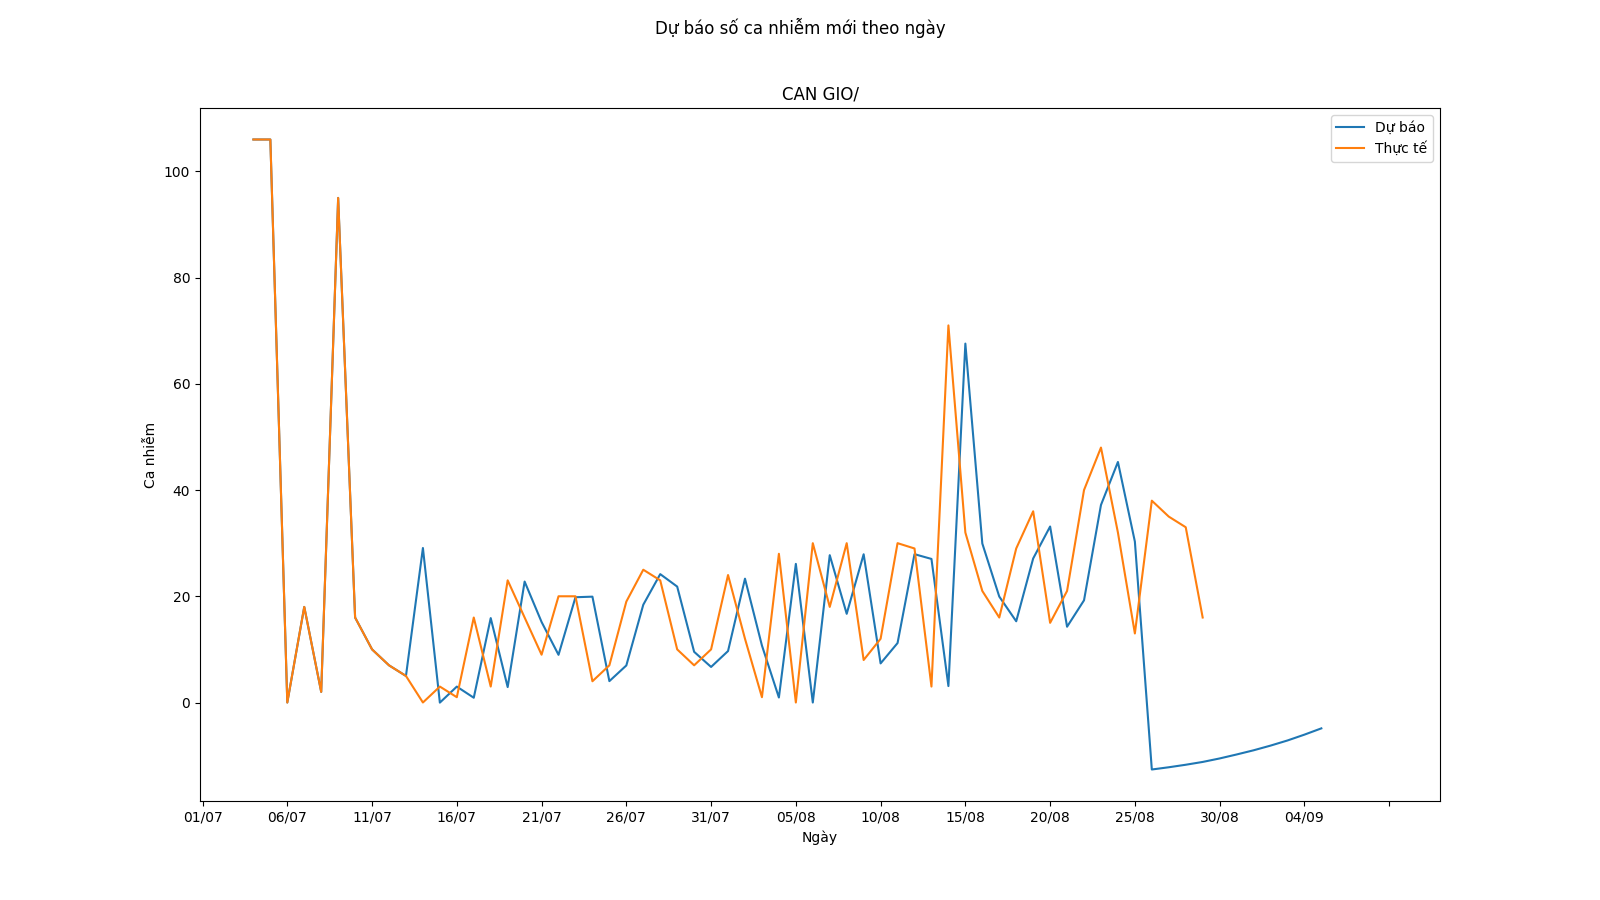 Dự báo số ca nhiễm mới theo ngày
CAN GIO/
Dự báo
Thực tế
100
80
60
40
20
0
Ca nhiễm
01/07 06/07 11/07 16/07 21/07 26/07 31/07 05/08 10/08 15/08 20/08 25/08 30/08 04/09
Ngày